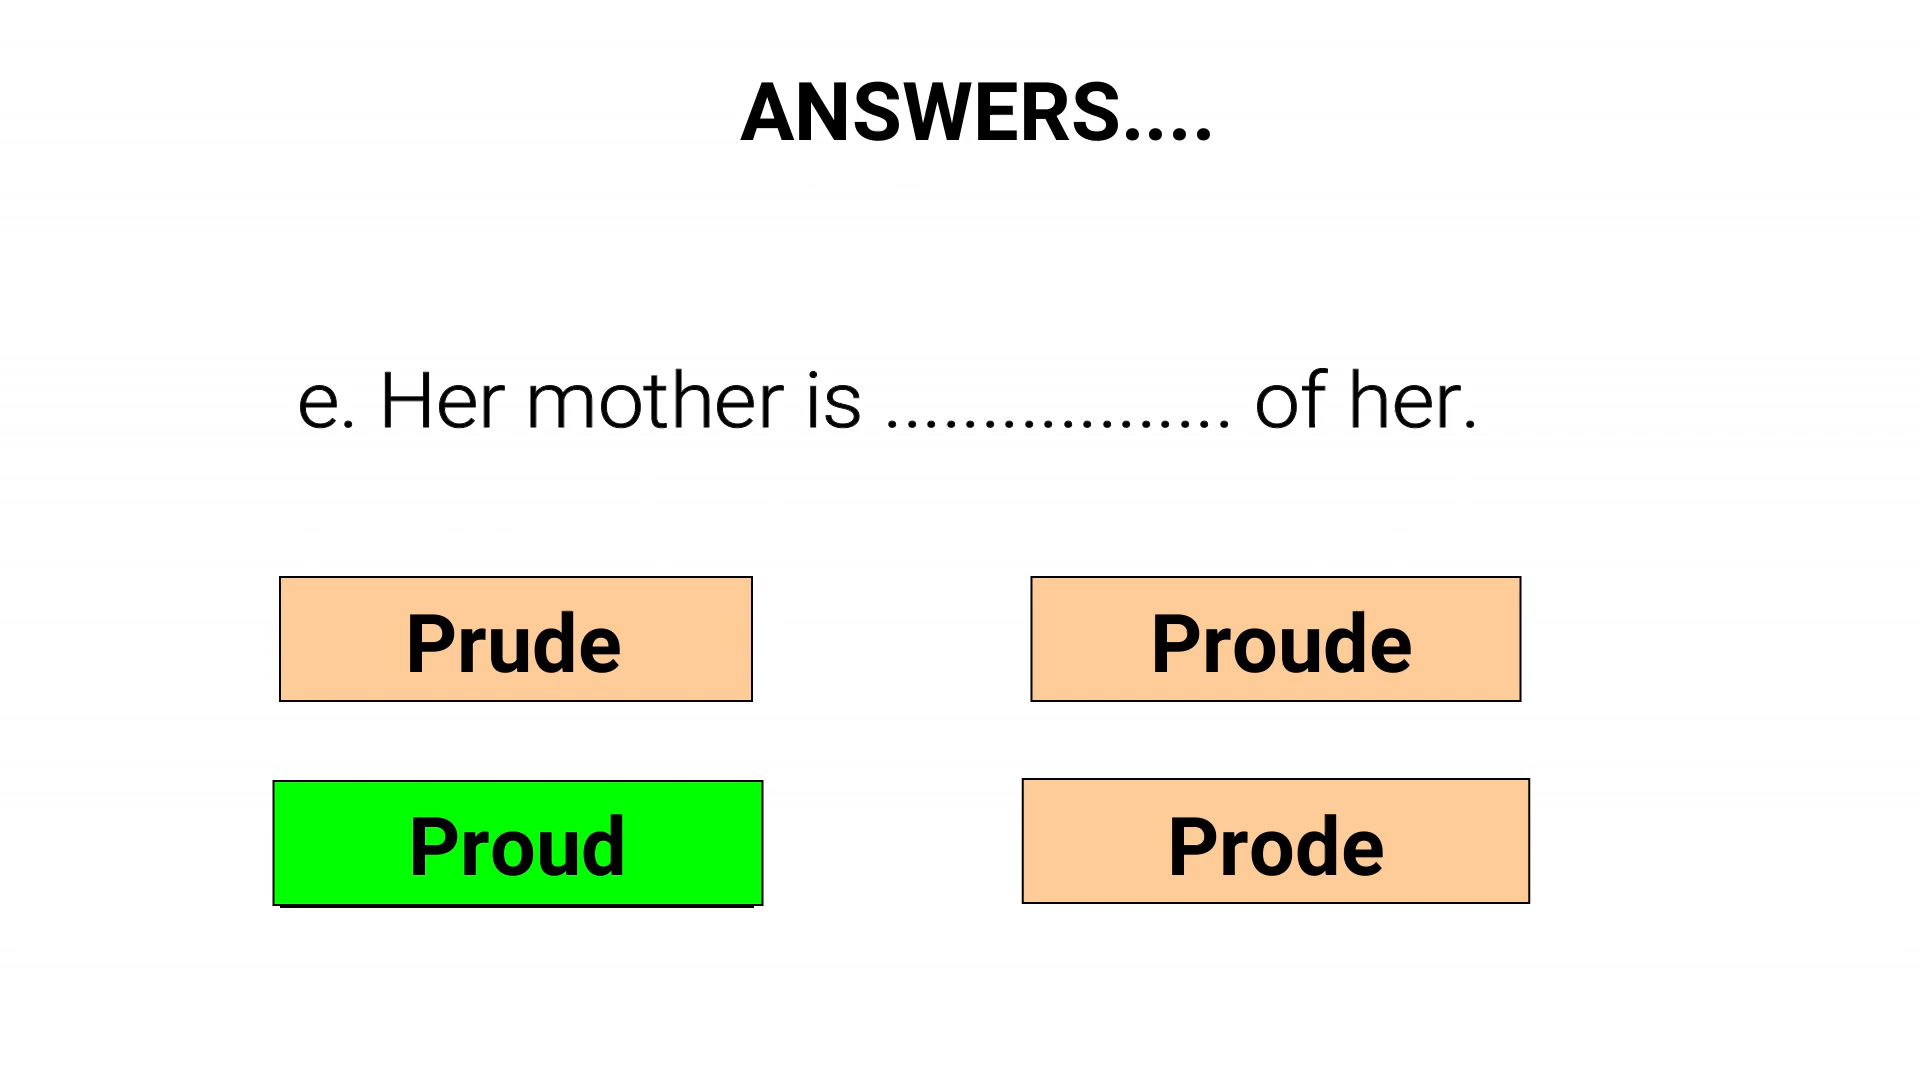 ANSWERS....
e. Her mother is .................. of her.
Prude
Proude
Proud
Prode